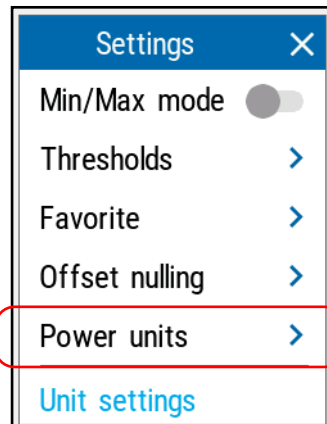 Settings
Min/Max mode
Thresholds
Favorite
Offset nulling
Power units
Unit settings